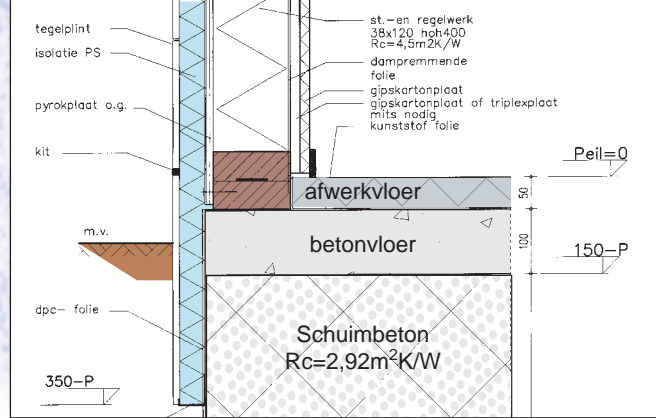 tegelplint
isolatie PS
pyrokplaat o.g.
kit
m.v.
dpc- folie
350-P
st.-en regelwerk
38x120 hoh400
Rc=4,5m2K/W
dampremmende
folie
gipskartonplaat
gipskartonplaat of triplexplaat
mits nodig
kunststof folie
Peil=0
afwerkvloer
50
betonvloer
100
150-P
Schuimbeton
Rc=2,92m²K/W